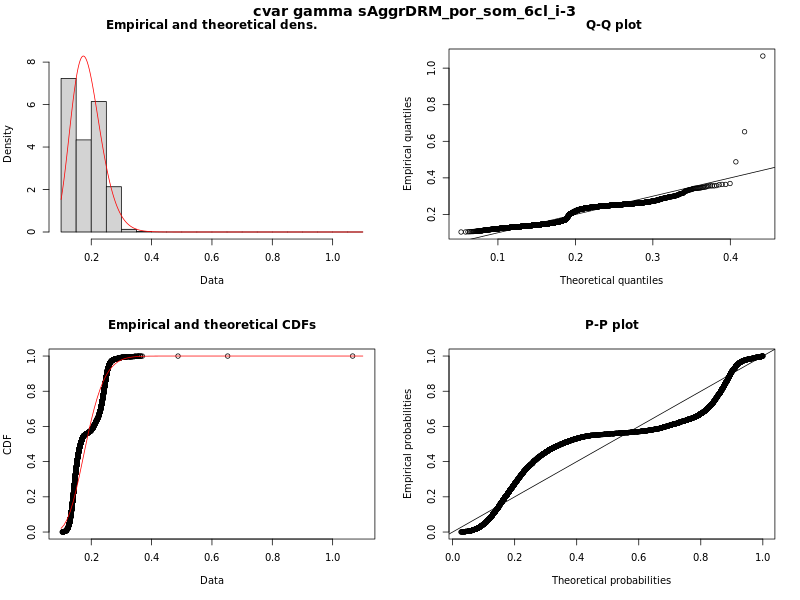 cvar gamma sAggrDRM_por_som_6cl_i-3
Empirical and theoretical dens.
Density
0 2 4 6 8
0.2 0.4 0.6 0.8 1.0
Data
Q-Q plot
Empirical quantiles
0.2 0.4 0.6 0.8 1.0
0.1 0.2 0.3 0.4
Theoretical quantiles
Empirical and theoretical CDFs
CDF
0.0 0.2 0.4 0.6 0.8 1.0
0.2 0.4 0.6 0.8 1.0
Data
P-P plot
Empirical probabilities
0.0 0.2 0.4 0.6 0.8 1.0
0.0 0.2 0.4 0.6 0.8 1.0
Theoretical probabilities